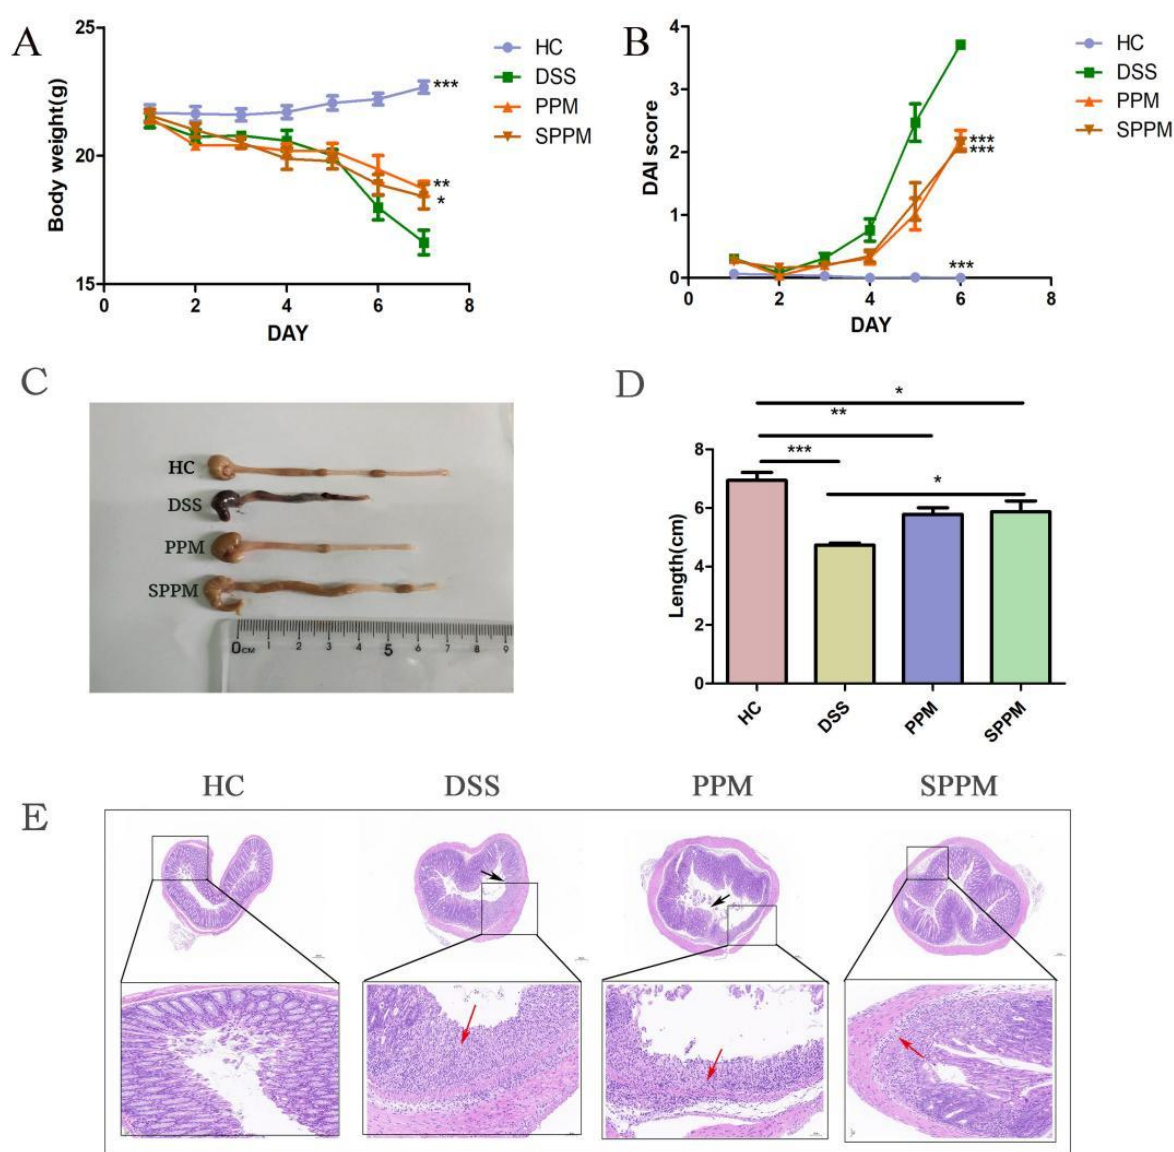 A
25
20
15
Body weight(g)
0 2 4 6 8
DAY
HC
DSS
PPM
SPPM
***
**
*
B
4
3
2
1
0
DAI score
0 2 4 6 8
DAY
HC
DSS
PPM
SPPM
***
***
***
C
HC
DSS
PPM
SPPM
0CM 1 2 3 4 5 6 7 8 9
D
*
**
***
*
8
6
4
2
0
Length(cm)
HC
DSS
PPM
SPPM
E
HC DSS PPM SPPM